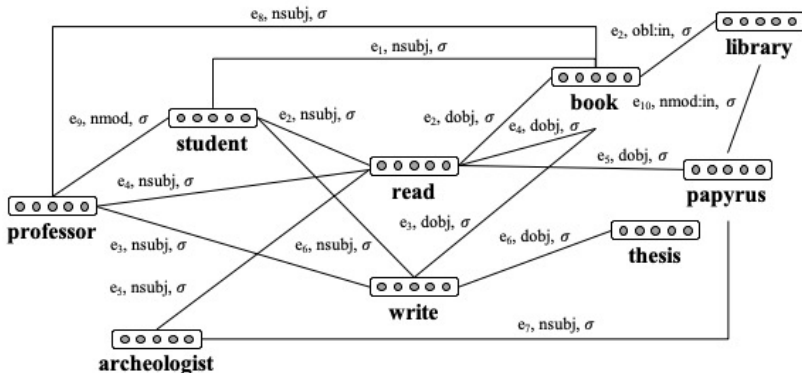 e8, nsubj, σ
e2, obl:in, σ
library
e1, nsubj, σ
book
e10, nmod:in, σ
e9, nmod, σ
student
e2, nsubj, σ
e2, dobj, σ
e4, dobj, σ
e5, dobj, σ
e4, nsubj, σ
read
papyrus
professor
e3, nsubj, σ
e6, nsubj, σ
e3, dobj, σ
e6, dobj, σ
thesis
e5, nsubj, σ
write
e7, nsubj, σ
archeologist